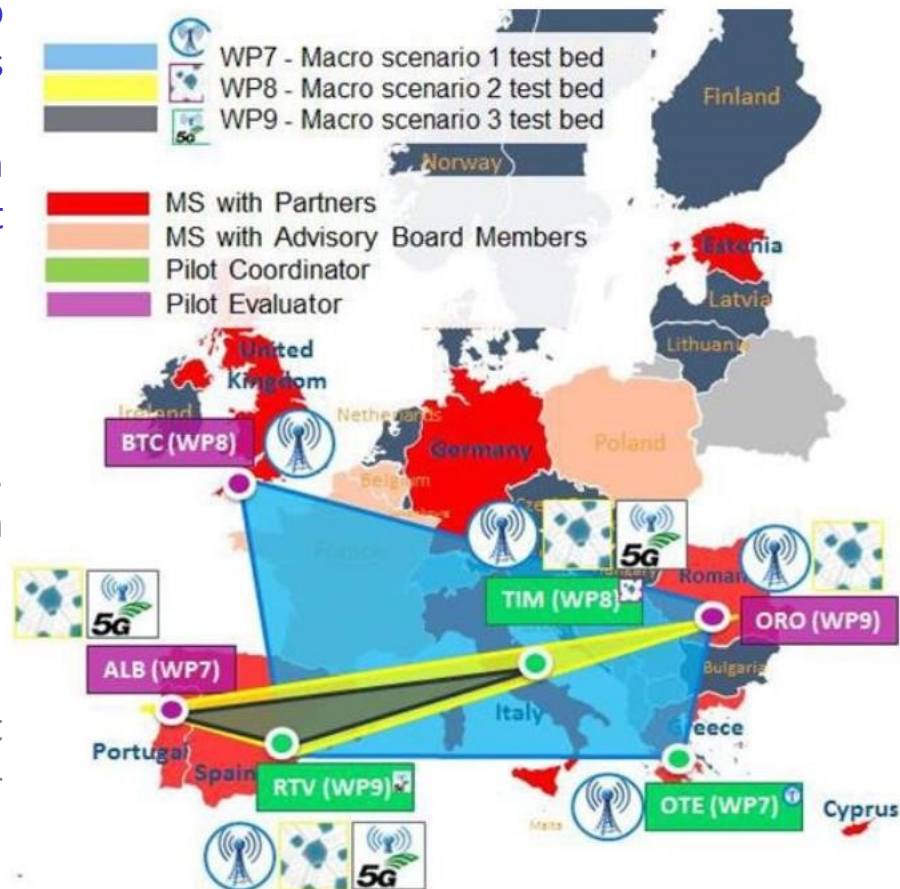 WP7 - Macro scenario 1 test bed
WP8 - Macro scenario 2 test bed
5G WP9 - Macro scenario 3 test bed
MS with Partners
MS with Advisory Board Members
Pilot Coordinator
Pilot Evaluator
Finland
Norway
Estonia
Latvia
Lithuania
United
Kingdom
Ireland
Netherlands
BTC (WP8)
Germany
Poland
Belgium
France
5G
TIM (WP8)
Roman
ORO (WP9)
5G
ALB (WP7)
Bulgaria
Italy
Greece
Portugal
Spain
RTV (WP9)
OTE (WP7)
Malta
Cyprus
5G